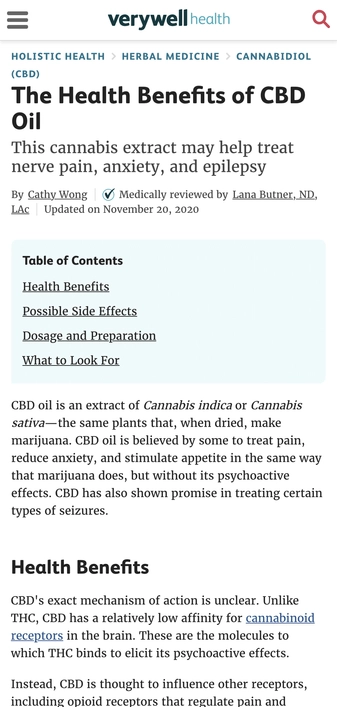 verywell health
HOLISTIC HEALTH > HERBAL MEDICINE > CANNABIDIOL
(CBD)
The Health Benefits of CBD
Oil
This cannabis extract may help treat
nerve pain, anxiety, and epilepsy
By Cathy Wong | Medically reviewed by Lana Butner, ND,
LAc | Updated on November 20, 2020
Table of Contents
Health Benefits
Possible Side Effects
Dosage and Preparation
What to Look For
CBD oil is an extract of Cannabis indica or Cannabis
sativa—the same plants that, when dried, make
marijuana. CBD oil is believed by some to treat pain,
reduce anxiety, and stimulate appetite in the same way
that marijuana does, but without its psychoactive
effects. CBD has also shown promise in treating certain
types of seizures.
Health Benefits
CBD's exact mechanism of action is unclear. Unlike
THC, CBD has a relatively low affinity for cannabinoid
receptors in the brain. These are the molecules to
which THC binds to elicit its psychoactive effects.
Instead, CBD is thought to influence other receptors,
including opioid receptors that regulate pain and